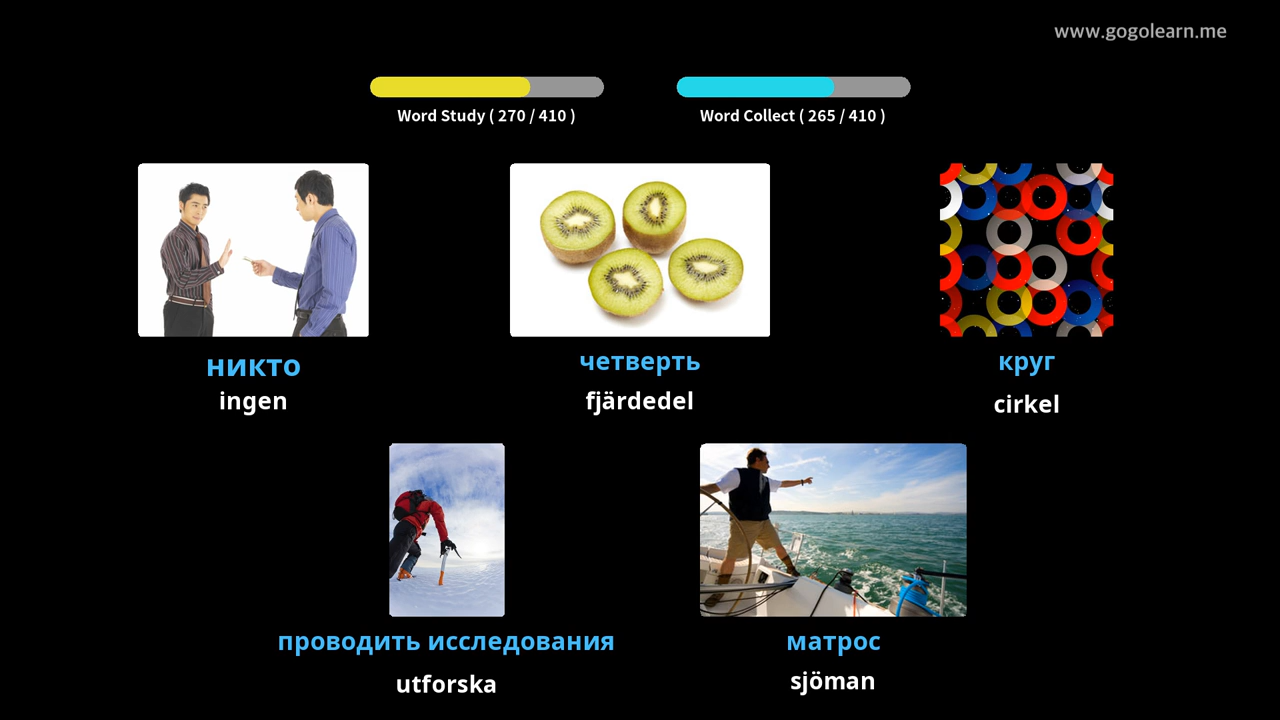 www.gogolearn.me
Word Study ( 270 / 410 )
Word Collect ( 265 / 410 )
никто
ingen
четверть
fjärdedel
круг
cirkel
проводить исследования
utforska
матрос
sjöman